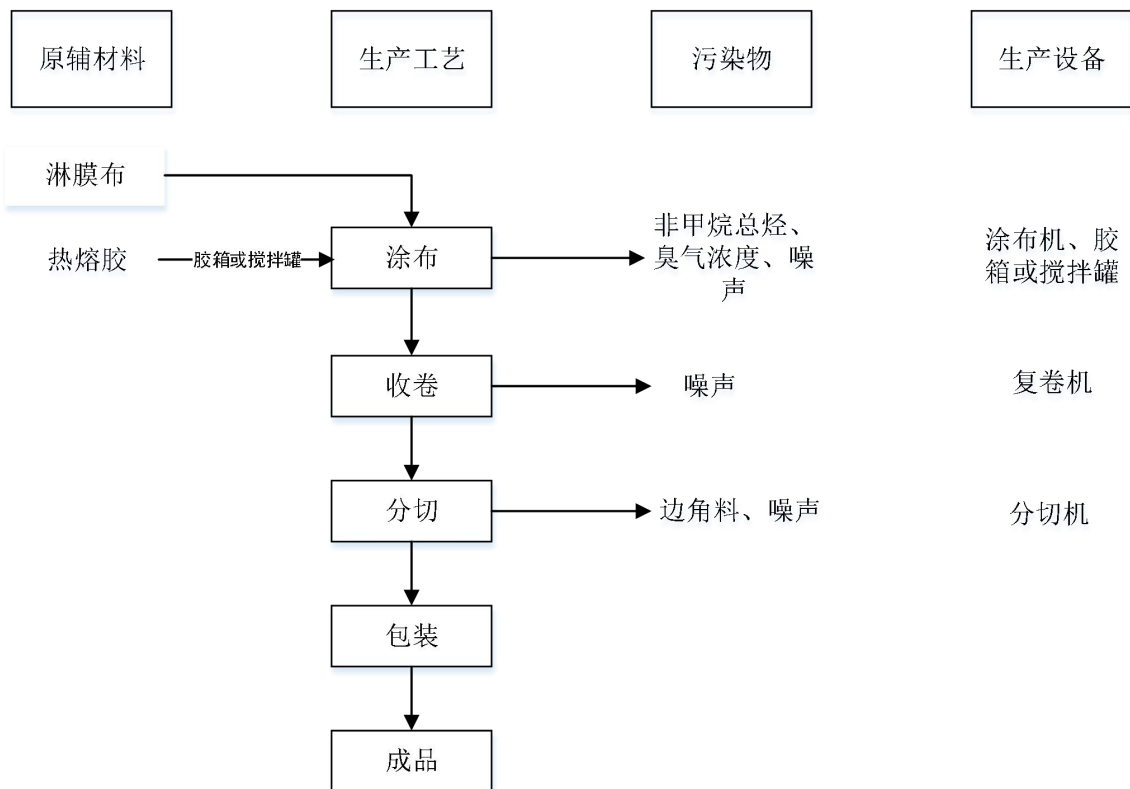 原辅材料
生产工艺
污染物
生产设备
淋膜布
热熔胶
胶箱或搅拌罐
涂布
非甲烷总烃、
臭气浓度、噪
声
涂布机、胶
箱或搅拌罐
收卷
噪声
复卷机
分切
边角料、噪声
分切机
包装
成品